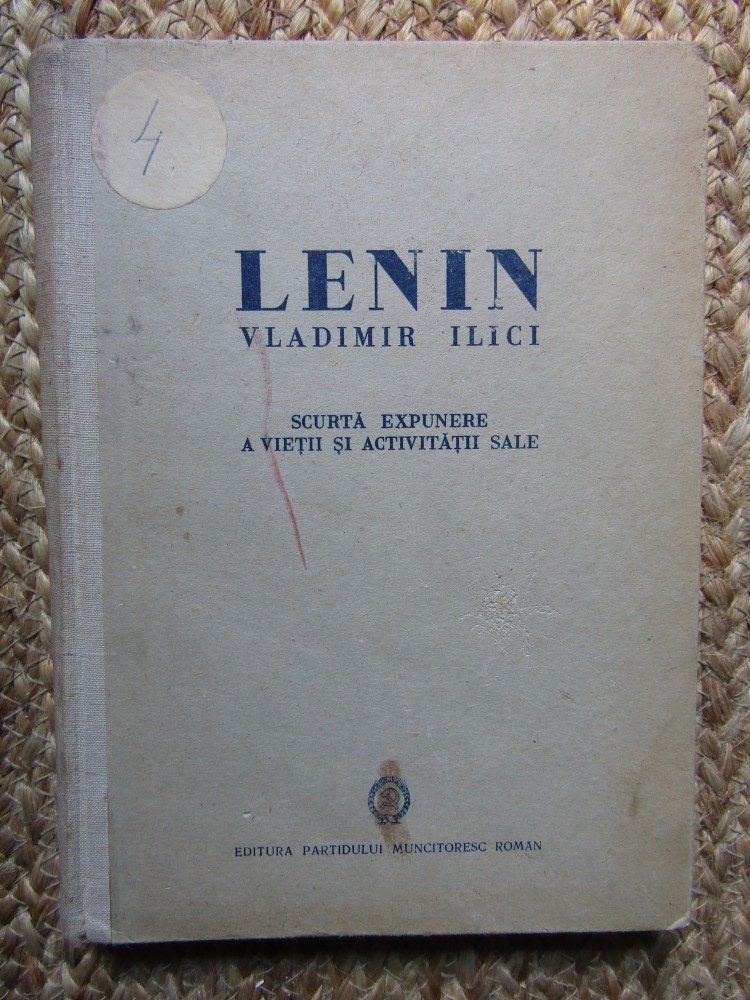 4
LENIN
VLADIMIR ILICI
SCURTĂ EXPUNERE
A VIEȚII ȘI ACTIVITĂȚII SALE
EDITURA PARTIDULUI MUNCITORESC ROMAN